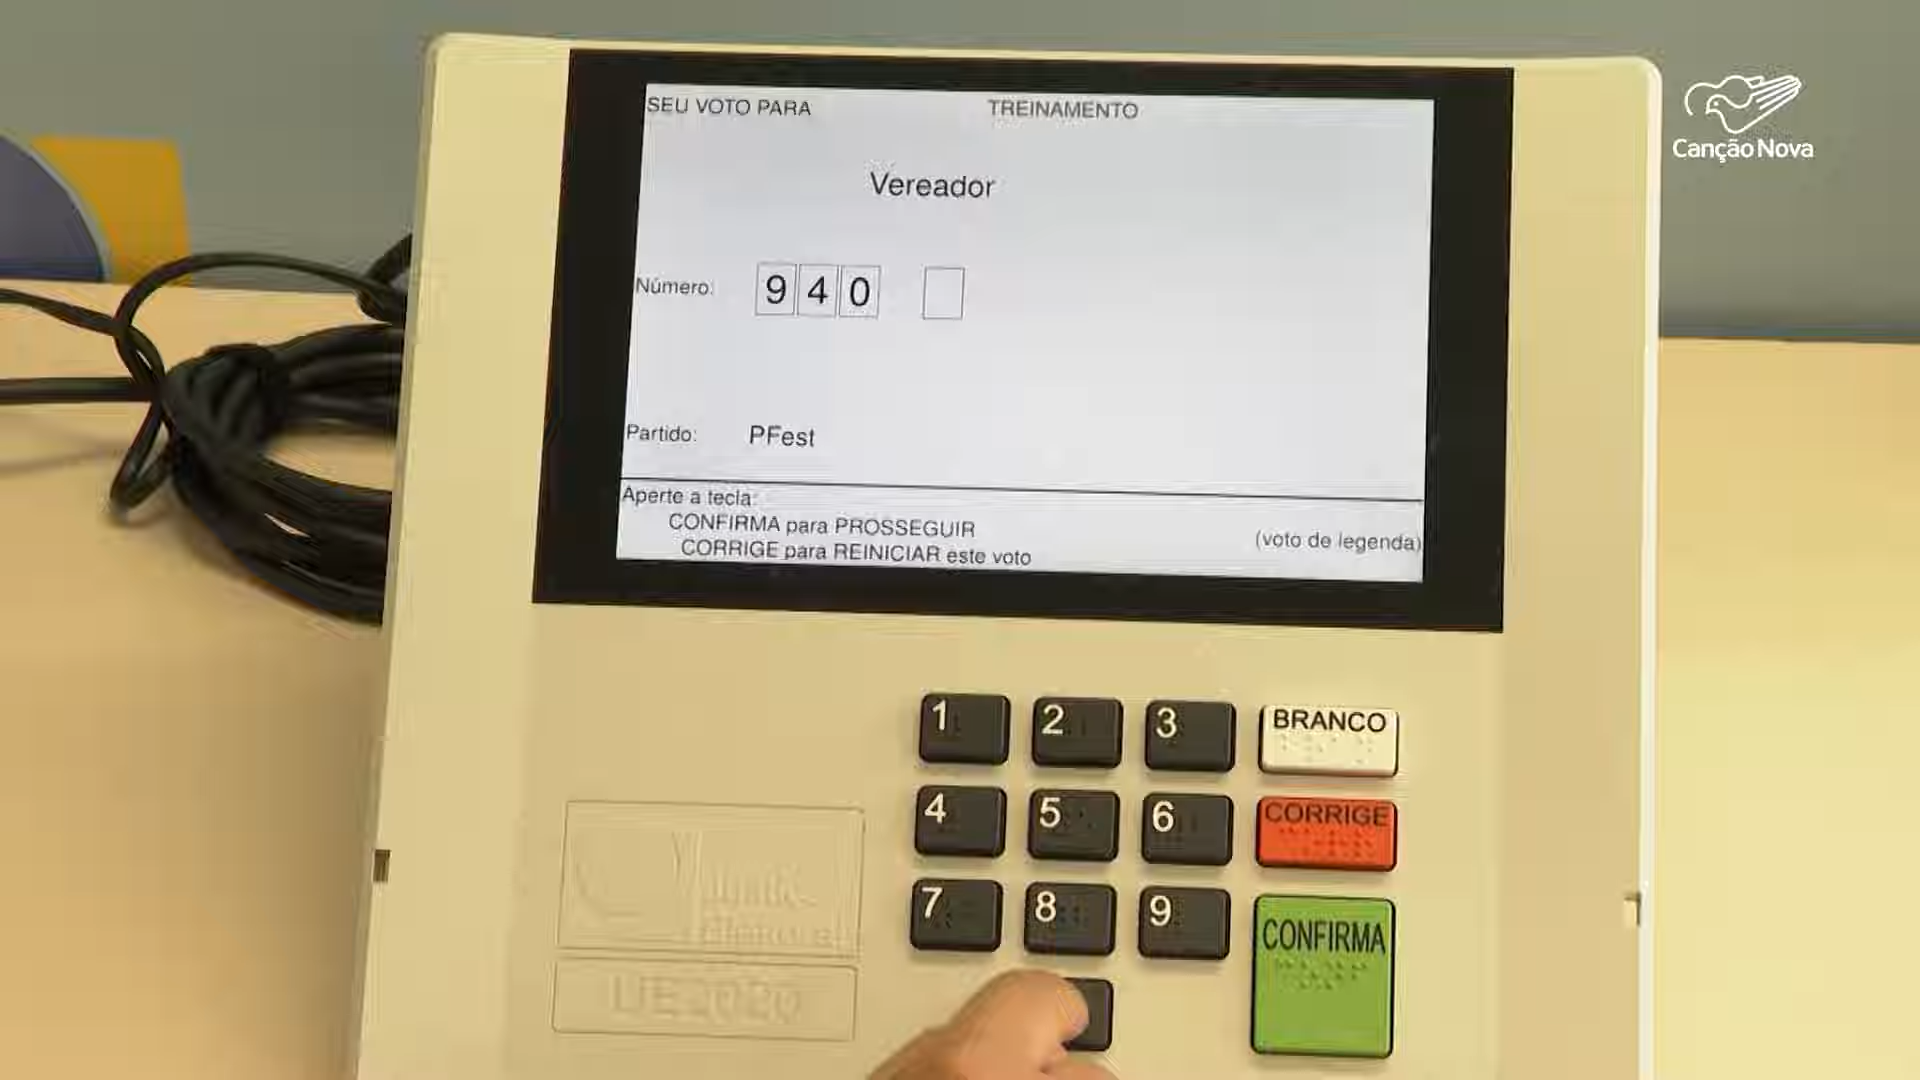 SEU VOTO PARA
TREINAMENTO
Canção Nova
Vereador
Número: 9 4 0
Partido: PFest
Aperte a tecla:
CONFIRMA para PROSSEGUIR
CORRIGE para REINICIAR este voto
(voto de legenda)
1 2 3 BRANCO
4 5 6 CORRIGE
7 8 9 CONFIRMA
UE2020